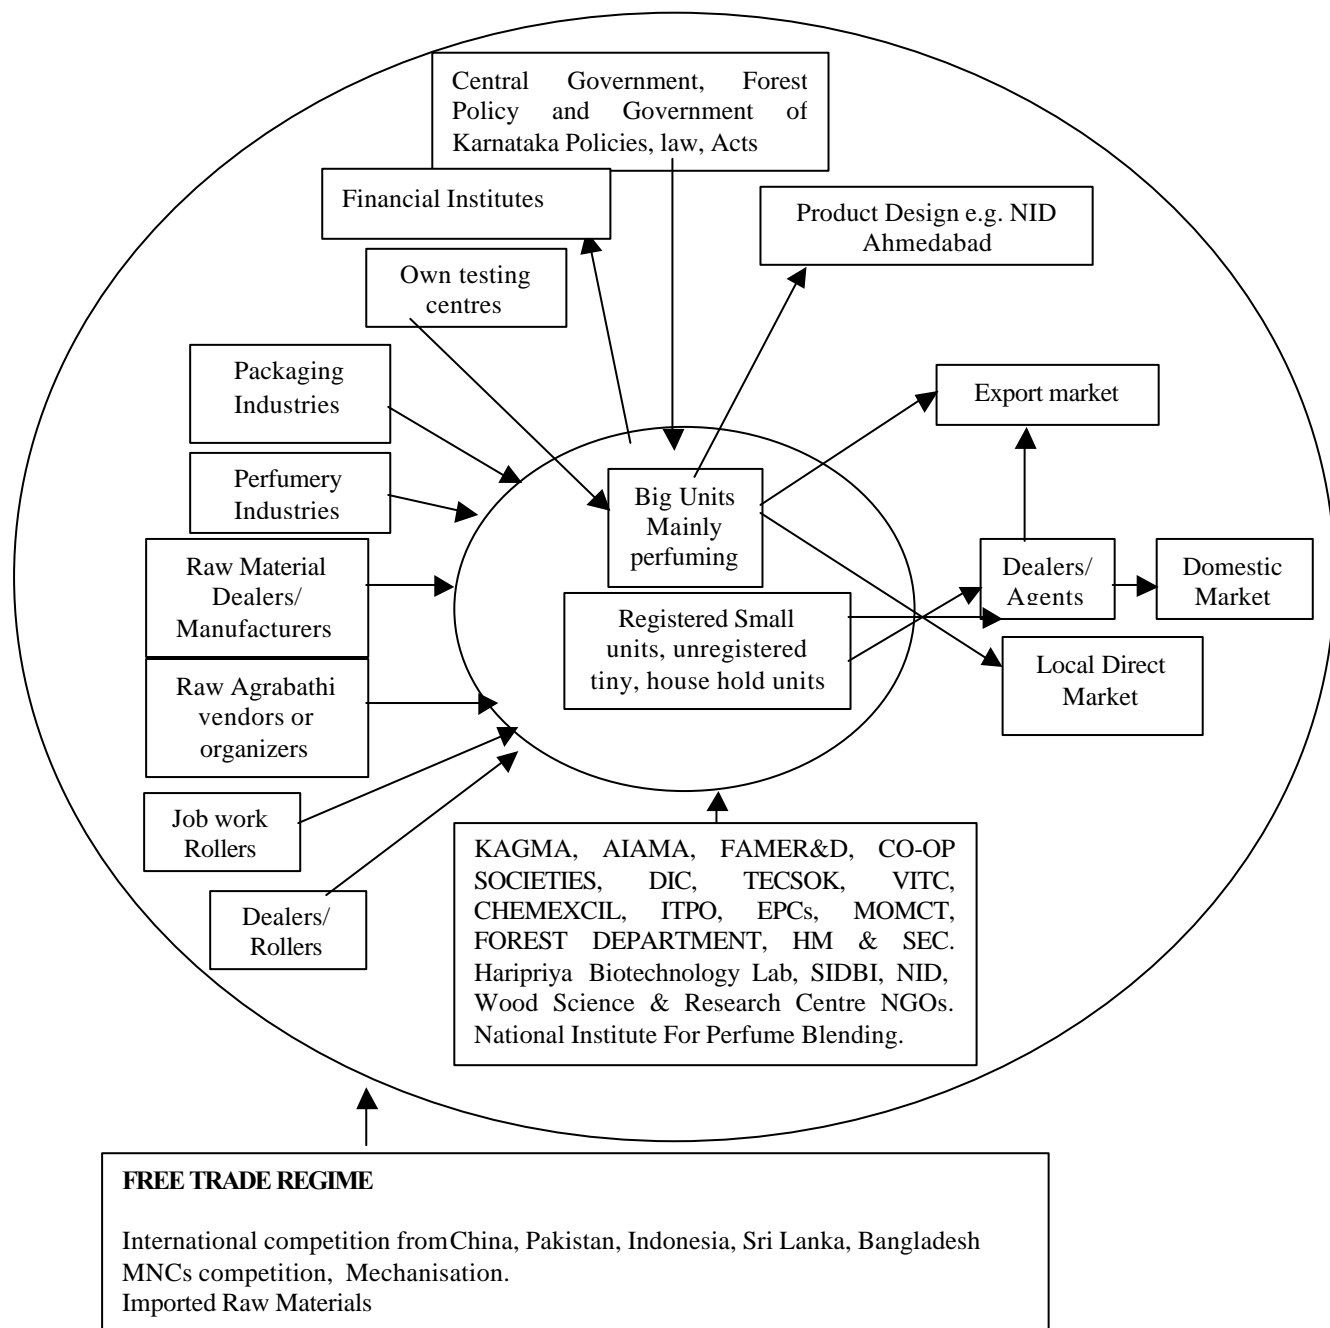 Central Government, Forest
Policy and Government of
Karnataka Policies, law, Acts
Financial Institutes
Product Design e.g. NID
Ahmedabad
Own testing
centres
Packaging
Industries
Export market
Perfumery
Industries
Big Units
Mainly
perfuming
Raw Material
Dealers/
Manufacturers
Dealers/
Agents
Domestic
Market
Registered Small
units, unregistered
tiny, house hold units
Local Direct
Market
Raw Agrabathi
vendors or
organizers
Job work
Rollers
Dealers/
Rollers
KAGMA, AIAMA, FAMER&D, CO-OP
SOCIETIES, DIC, TECSOK, VITC,
CHEMEXCIL, ITPO, EPCs, MOMCT,
FOREST DEPARTMENT, HM & SEC.
Haripriya Biotechnology Lab, SIDBI, NID,
Wood Science & Research Centre NGOs.
National Institute For Perfume Blending.
FREE TRADE REGIME
International competition from China, Pakistan, Indonesia, Sri Lanka, Bangladesh
MNCs competition, Mechanisation.
Imported Raw Materials